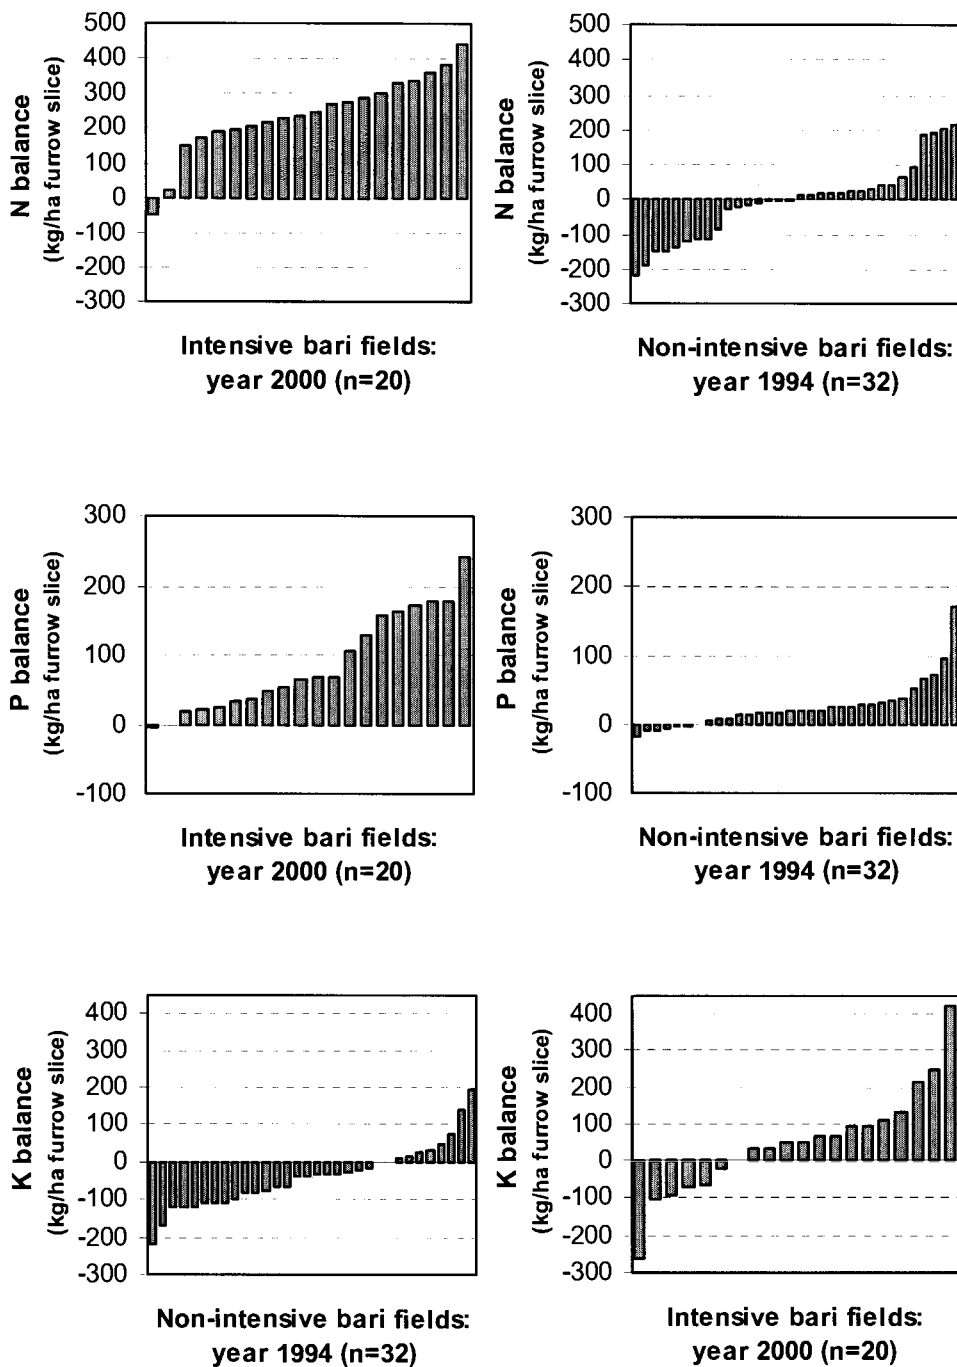 500
400
300
200
100
0
-100
-200
-300
N balance
(kg/ha furrow slice)
Intensive bari fields:
year 2000 (n=20)
500
400
300
200
100
0
-100
-200
-300
N balance
(kg/ha furrow slice)
Non-intensive bari fields:
year 1994 (n=32)
300
200
100
0
-100
P balance
(kg/ha furrow slice)
Intensive bari fields:
year 2000 (n=20)
300
200
100
0
-100
P balance
(kg/ha furrow slice)
Non-intensive bari fields:
year 1994 (n=32)
400
300
200
100
0
-100
-200
-300
K balance
(kg/ha furrow slice)
Non-intensive bari fields:
year 1994 (n=32)
400
300
200
100
0
-100
-200
-300
K balance
(kg/ha furrow slice)
Intensive bari fields:
year 2000 (n=20)